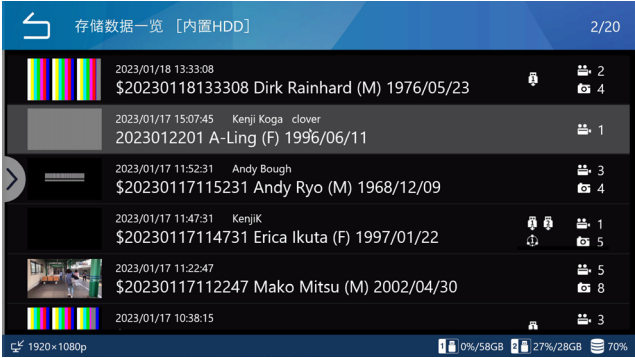 存储数据一览 [内置HDD] 2/20
2023/01/18 13:33:08
$20230118133308 Dirk Rainhard (M) 1976/05/23
1
2
4
2023/01/17 15:07:45 Kenji Koga clover
2023012201 A-Ling (F) 1996/06/11
1
2023/01/17 11:52:31 Andy Bough
$20230117115231 Andy Ryo (M) 1968/12/09
3
4
2023/01/17 11:47:31 KenjiK
$20230117114731 Erica Ikuta (F) 1997/01/22
1 2
1
5
2023/01/17 11:22:47
$20230117112247 Mako Mitsu (M) 2002/04/30
5
8
2023/01/17 10:38:15
3
1920×1080p 1 0%/58GB 2 27%/28GB 70%